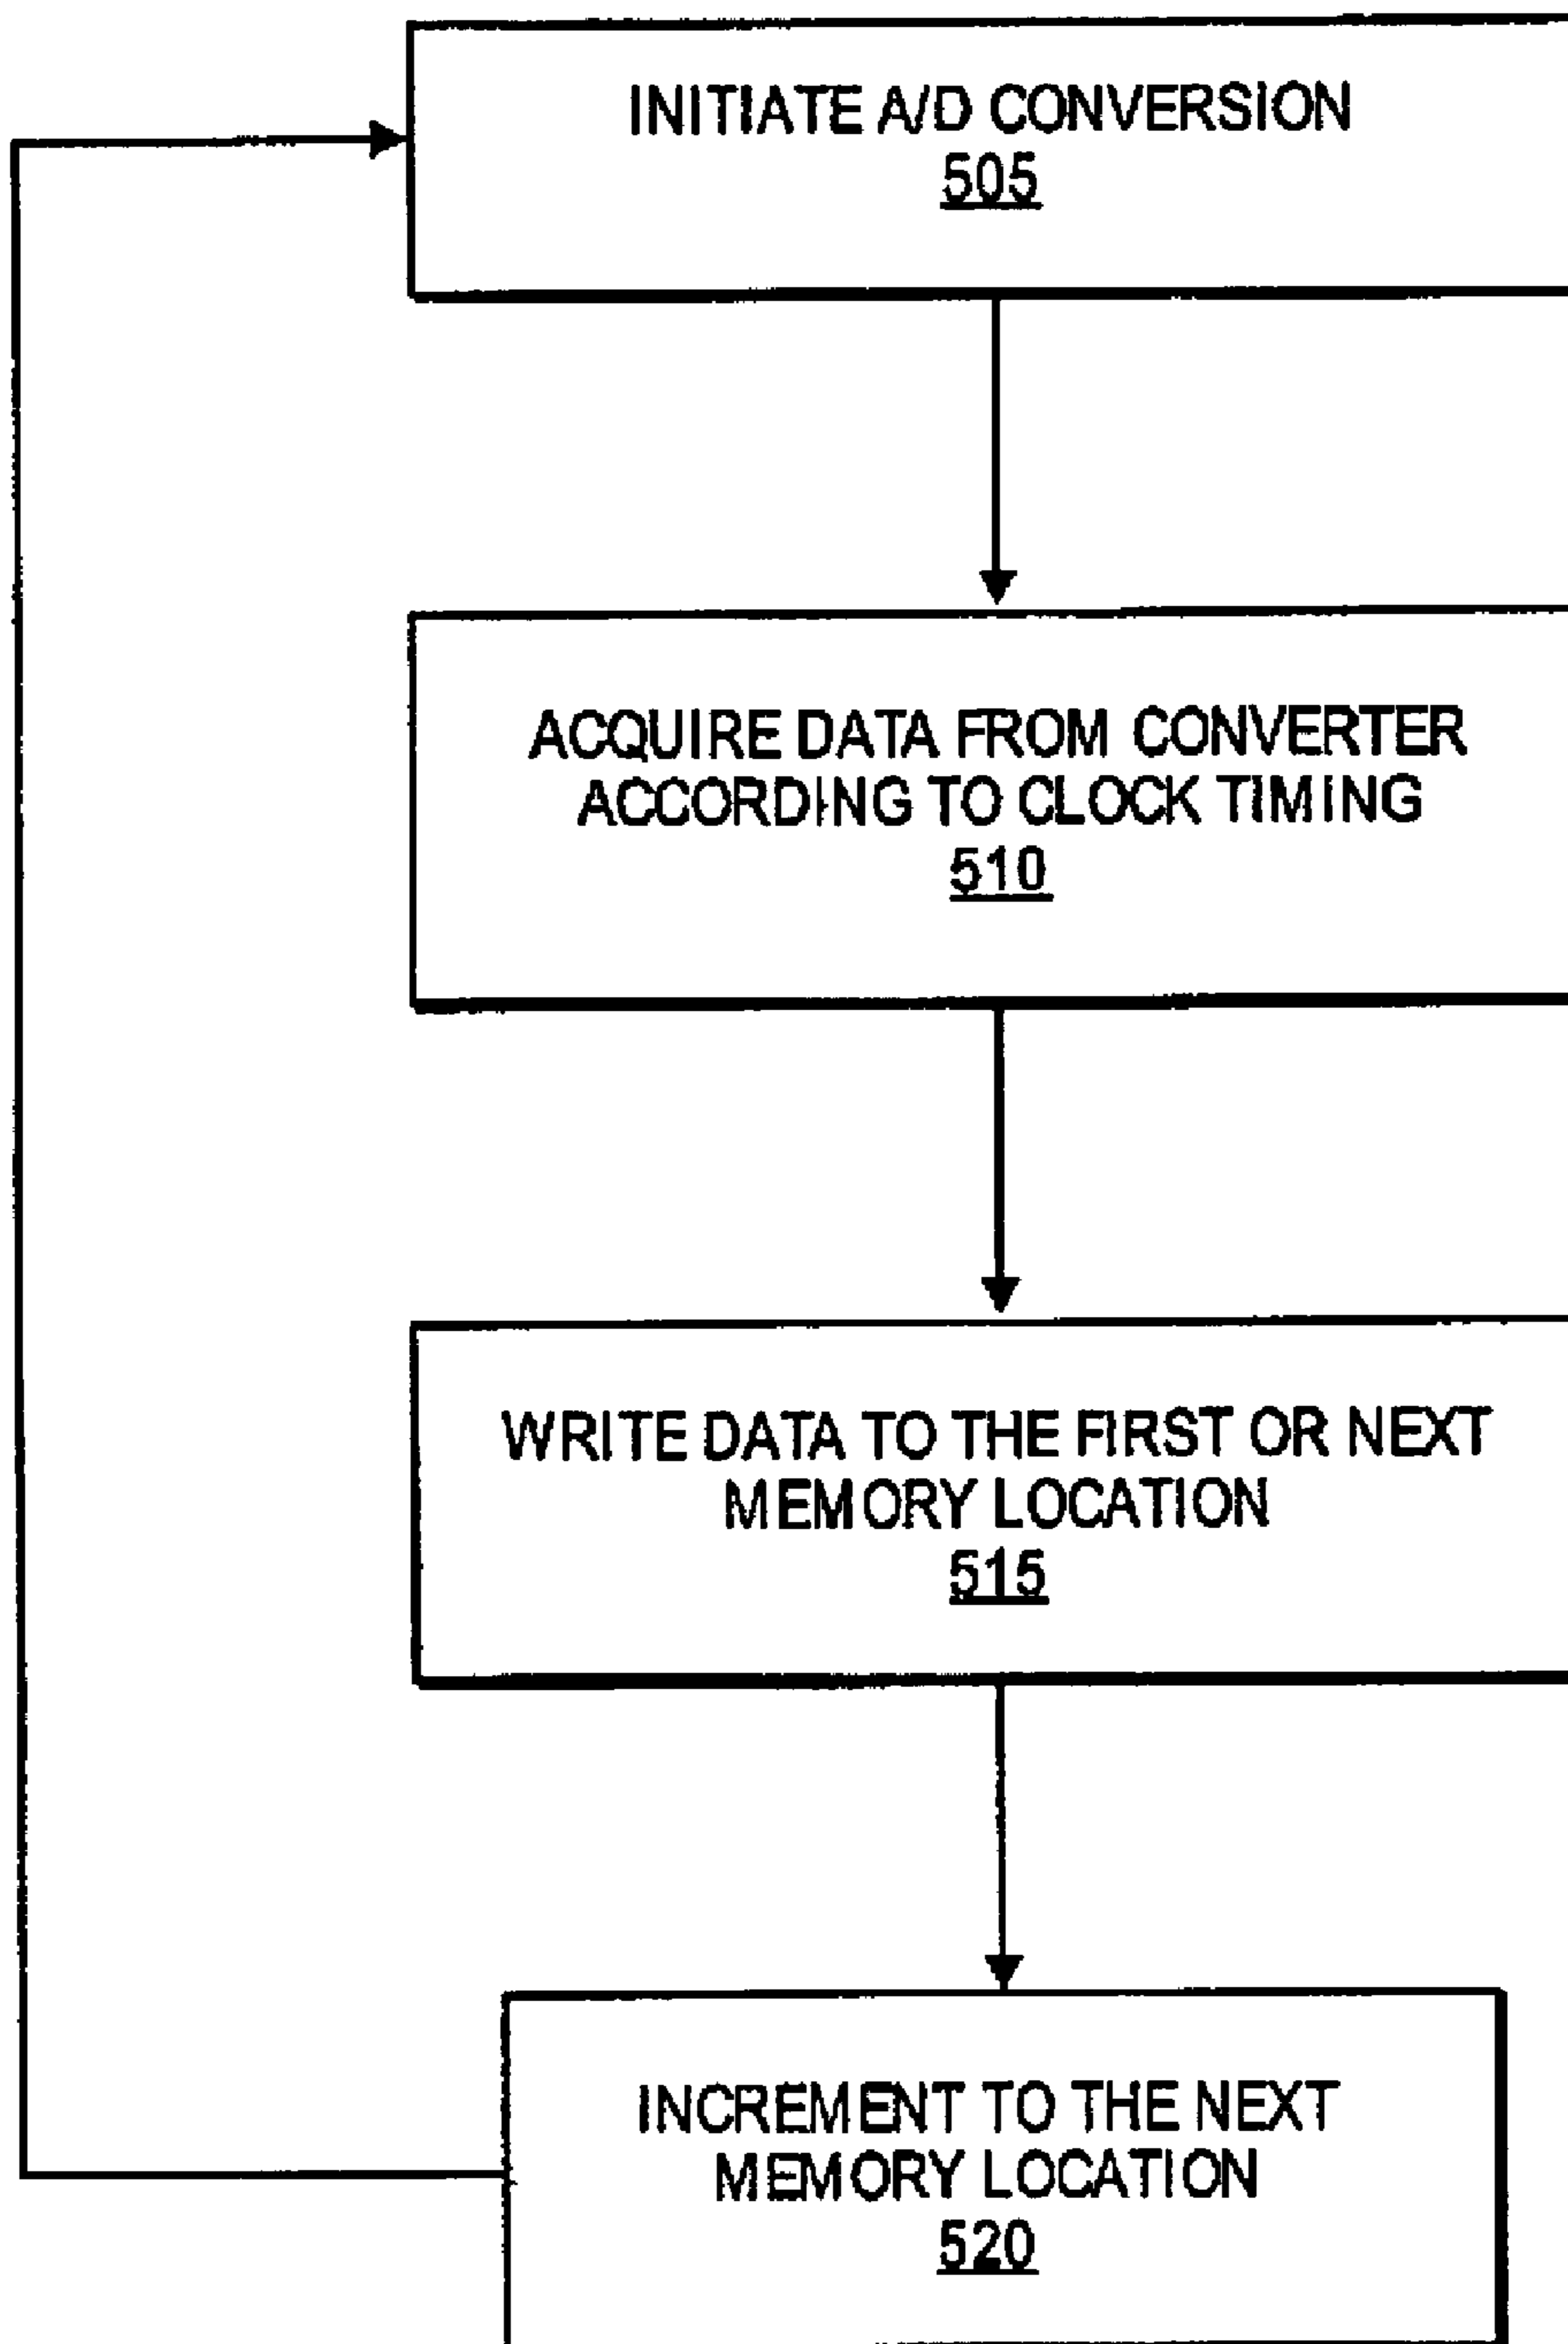 INITIATE A/D CONVERSION
505
ACQUIRE DATA FROM CONVERTER
ACCORDING TO CLOCK TIMING
510
WRITE DATA TO THE FIRST OR NEXT
MEMORY LOCATION
515
INCREMENT TO THE NEXT
MEMORY LOCATION
520